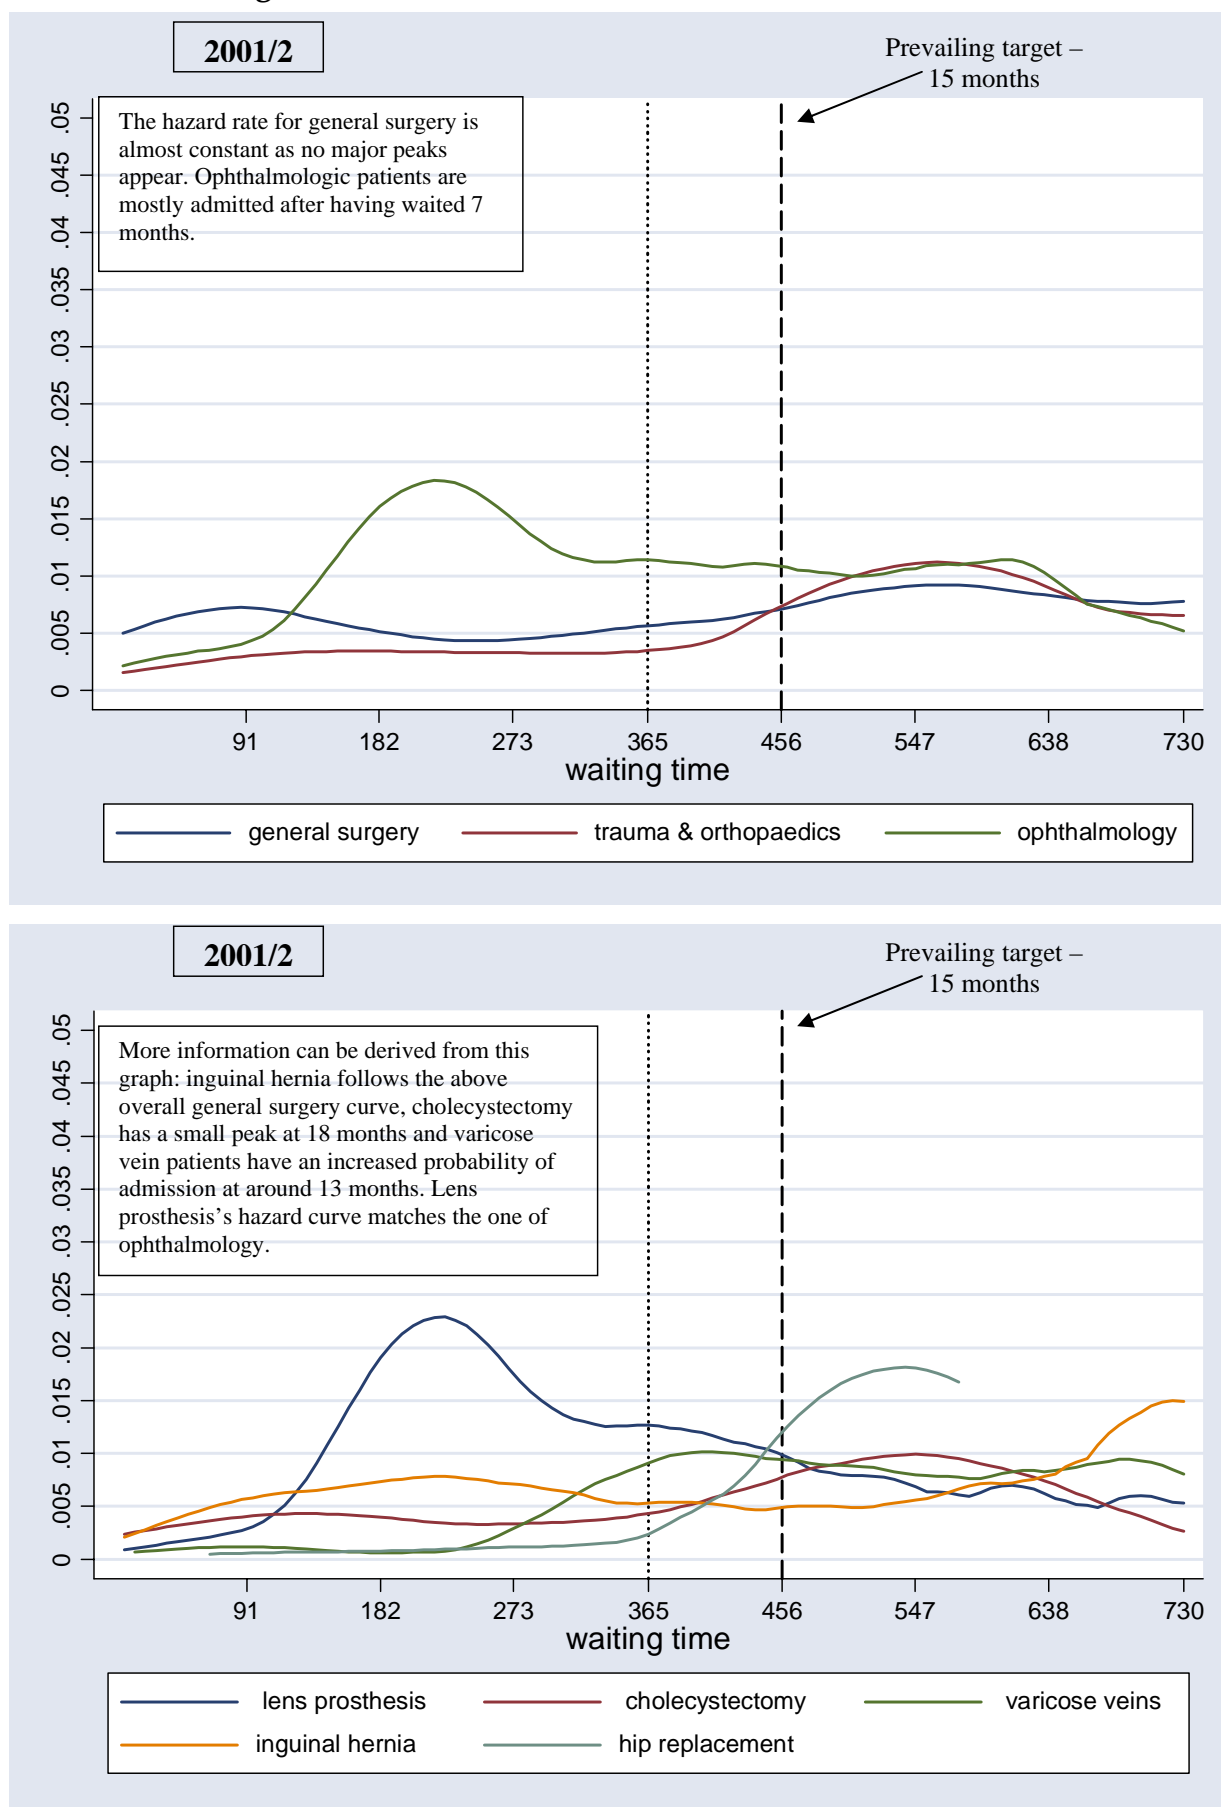 2001/2
Prevailing target –
15 months
The hazard rate for general surgery is
almost constant as no major peaks
appear. Ophthalmologic patients are
mostly admitted after having waited 7
months.
.05
.045
.04
.035
.03
.025
.02
.015
.01
.005
0
91 182 273 365 456 547 638 730
waiting time
general surgery trauma & orthopaedics ophthalmology
2001/2
Prevailing target –
15 months
More information can be derived from this
graph: inguinal hernia follows the above
overall general surgery curve, cholecystectomy
has a small peak at 18 months and varicose
vein patients have an increased probability of
admission at around 13 months. Lens
prosthesis’s hazard curve matches the one of
ophthalmology.
.05
.045
.04
.035
.03
.025
.02
.015
.01
.005
0
91 182 273 365 456 547 638 730
waiting time
lens prosthesis cholecystectomy varicose veins
inguinal hernia hip replacement